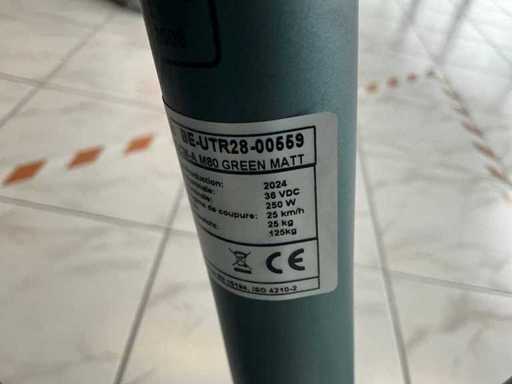 BE-UTR28-00559
M80 GREEN MATT
2024
36 VDC
250 W
de coupure: 25 km/h
25 kg
125kg
CE
ISO 4210-2